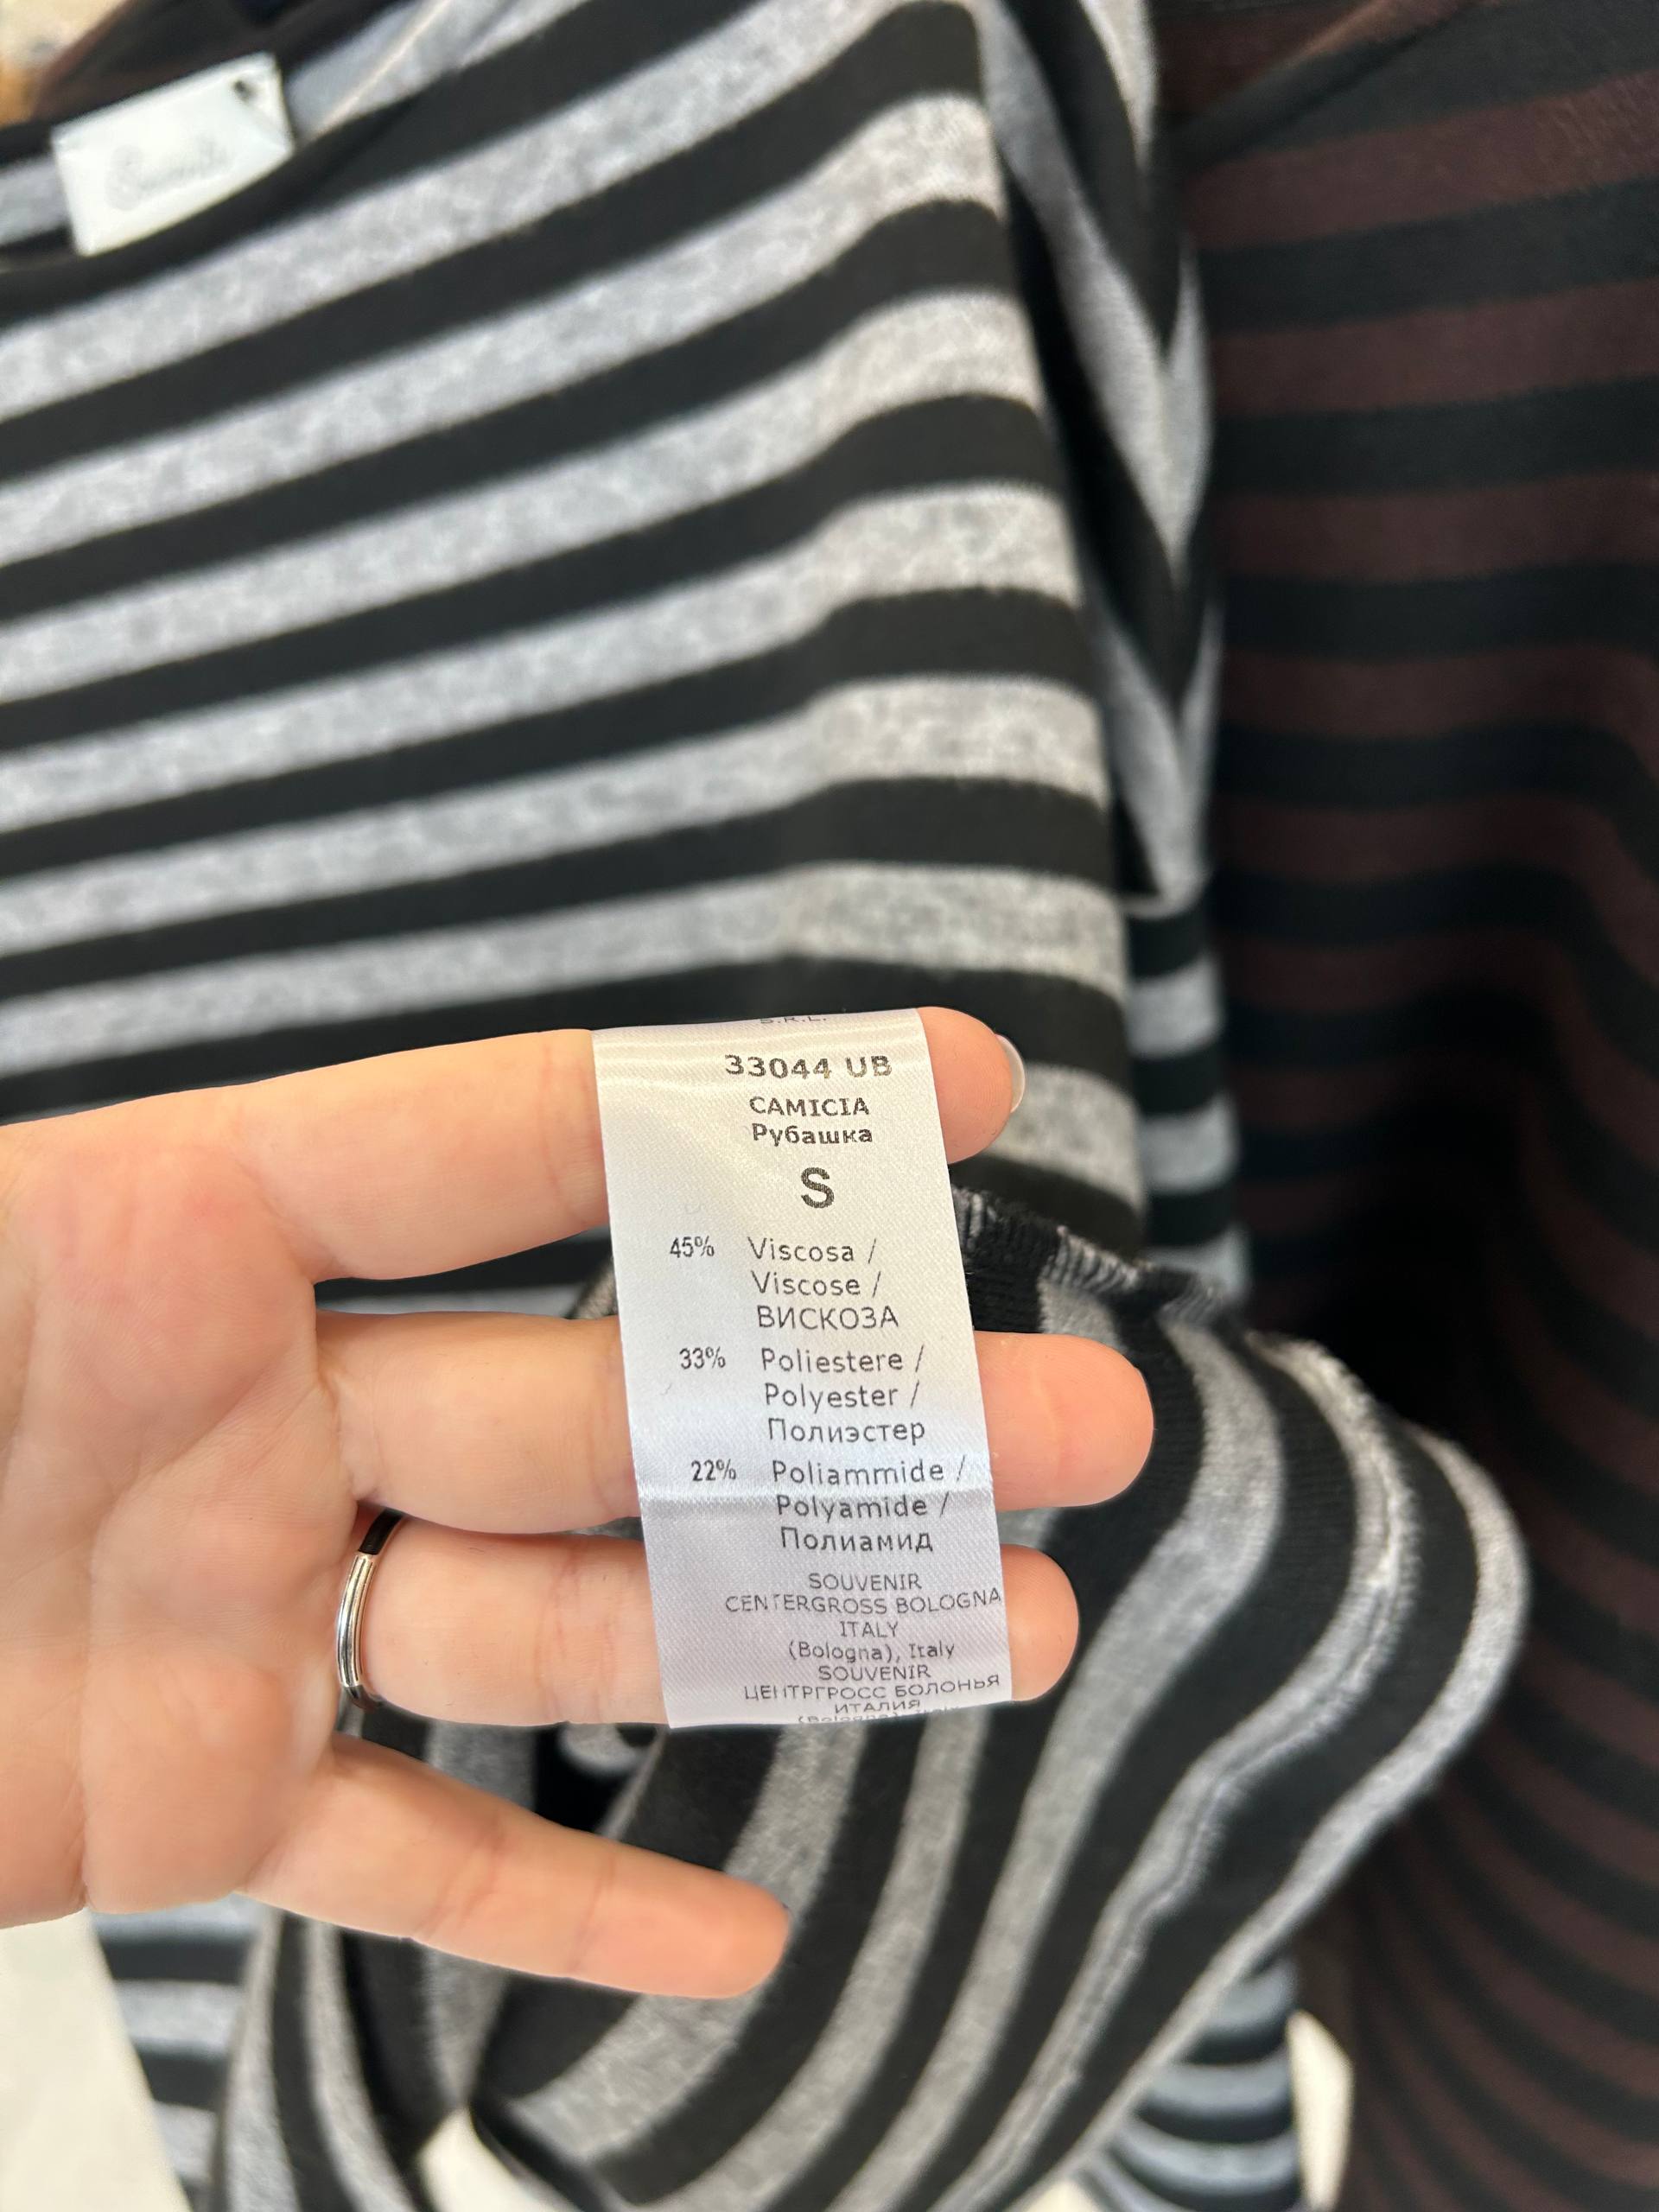 S.R.L.
33044 UB
CAMICIA
Рубашка
S
45% Viscosa /
Viscose /
ВИСКОЗА
33% Poliestere /
Polyester /
Полиэстер
22% Poliammide /
Polyamide /
Полиамид
SOUVENIR
CENTERGROSS BOLOGNA
ITALY
(Bologna), Italy
SOUVENIR
ЦЕНТРГРОСС БОЛОНЬЯ
ИТАЛИЯ